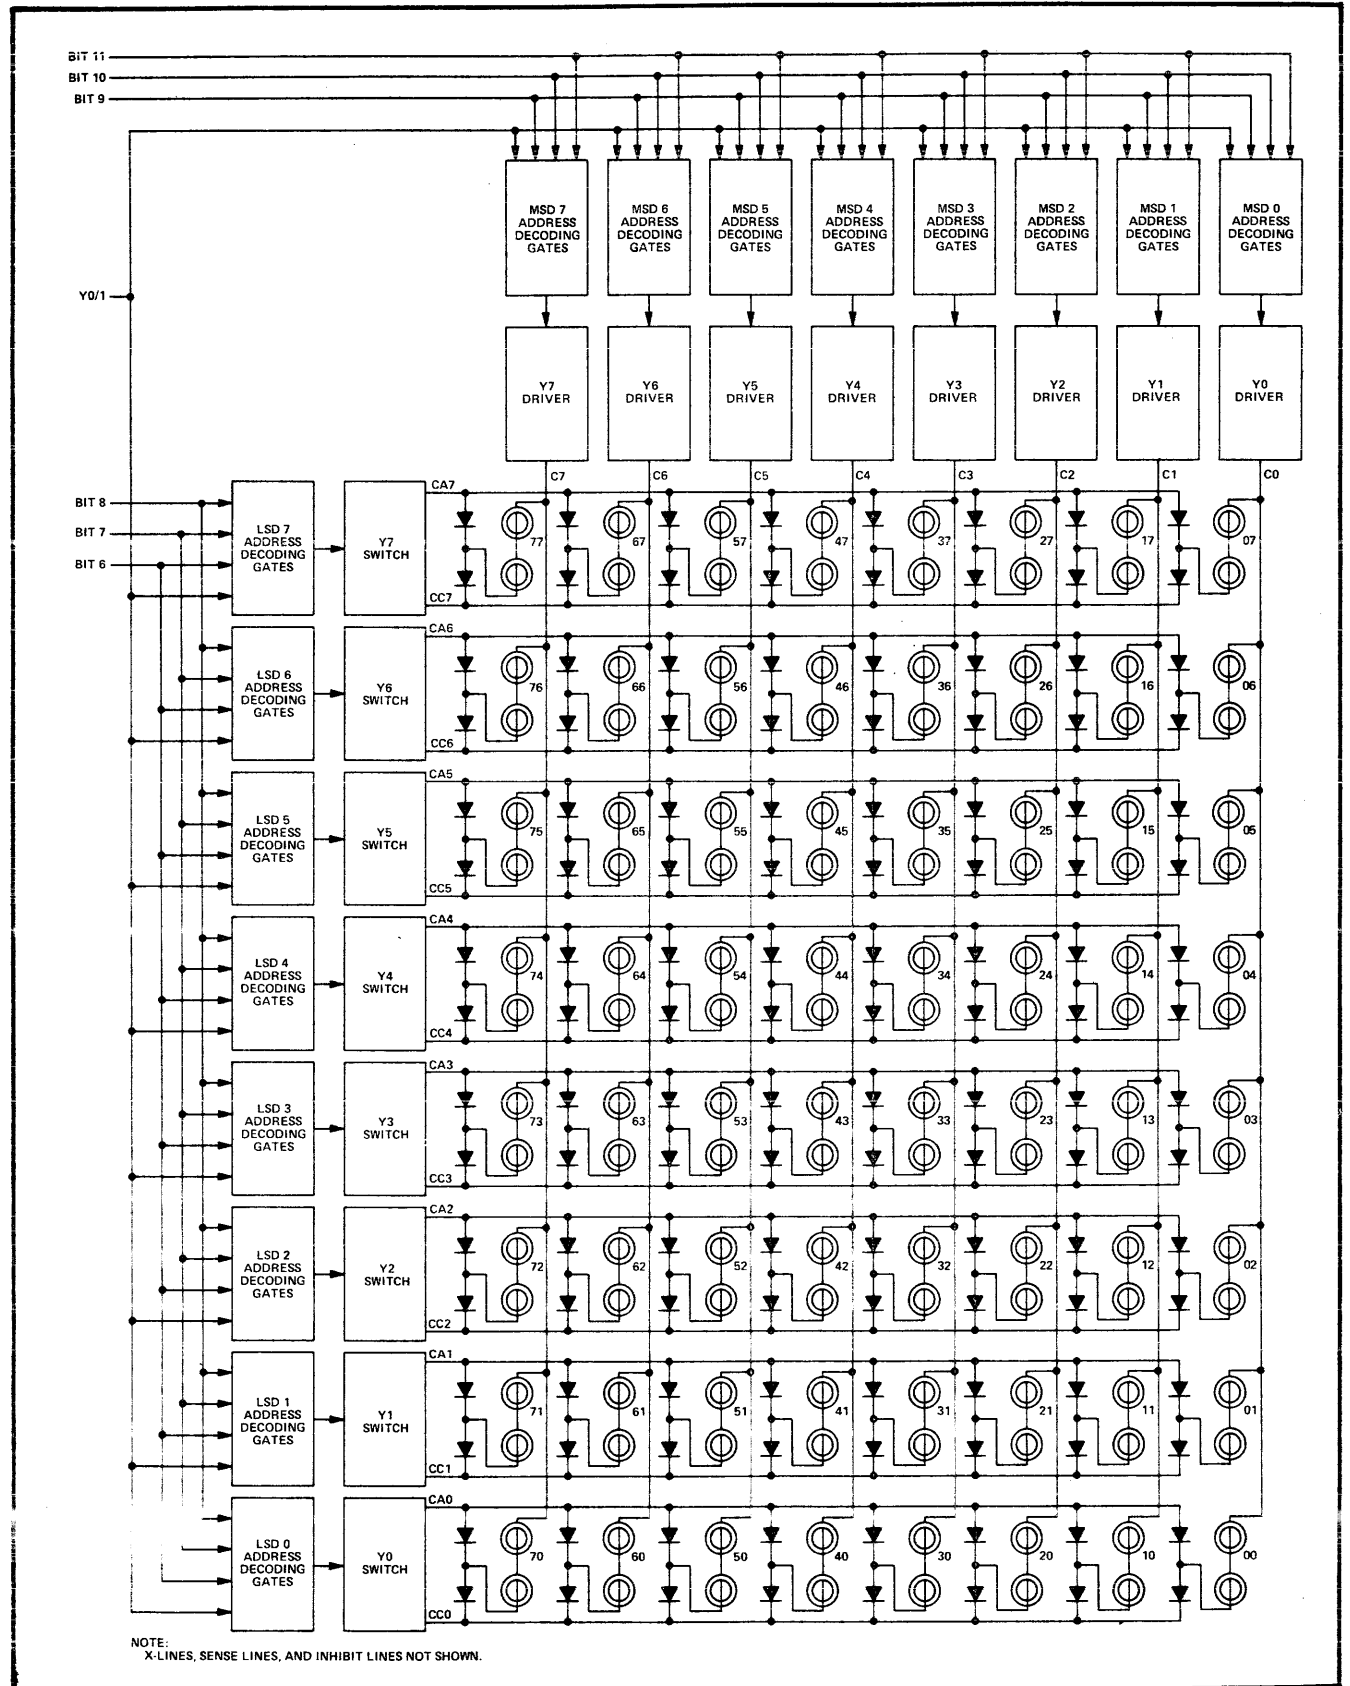 BIT 11
BIT 10
BIT 9
MSD 7 ADDRESS DECODING GATES
MSD 6 ADDRESS DECODING GATES
MSD 5 ADDRESS DECODING GATES
MSD 4 ADDRESS DECODING GATES
MSD 3 ADDRESS DECODING GATES
MSD 2 ADDRESS DECODING GATES
MSD 1 ADDRESS DECODING GATES
MSD 0 ADDRESS DECODING GATES
Y0/1
Y7 DRIVER
Y6 DRIVER
Y5 DRIVER
Y4 DRIVER
Y3 DRIVER
Y2 DRIVER
Y1 DRIVER
Y0 DRIVER
C7 C6 C5 C4 C3 C2 C1 C0
BIT 8
BIT 7
BIT 6
LSD 7 ADDRESS DECODING GATES
Y7 SWITCH
CA7
77 67 57 47 37 27 17 07
CC7
LSD 6 ADDRESS DECODING GATES
Y6 SWITCH
CA6
76 66 56 46 36 26 16 06
CC6
LSD 5 ADDRESS DECODING GATES
Y5 SWITCH
CA5
75 65 55 45 35 25 15 05
CC5
LSD 4 ADDRESS DECODING GATES
Y4 SWITCH
CA4
74 64 54 44 34 24 14 04
CC4
LSD 3 ADDRESS DECODING GATES
Y3 SWITCH
CA3
73 63 53 43 33 23 13 03
CC3
LSD 2 ADDRESS DECODING GATES
Y2 SWITCH
CA2
72 62 52 42 32 22 12 02
CC2
LSD 1 ADDRESS DECODING GATES
Y1 SWITCH
CA1
71 61 51 41 31 21 11 01
CC1
LSD 0 ADDRESS DECODING GATES
Y0 SWITCH
CA0
70 60 50 40 30 20 10 00
CC0
NOTE:
X-LINES, SENSE LINES, AND INHIBIT LINES NOT SHOWN.